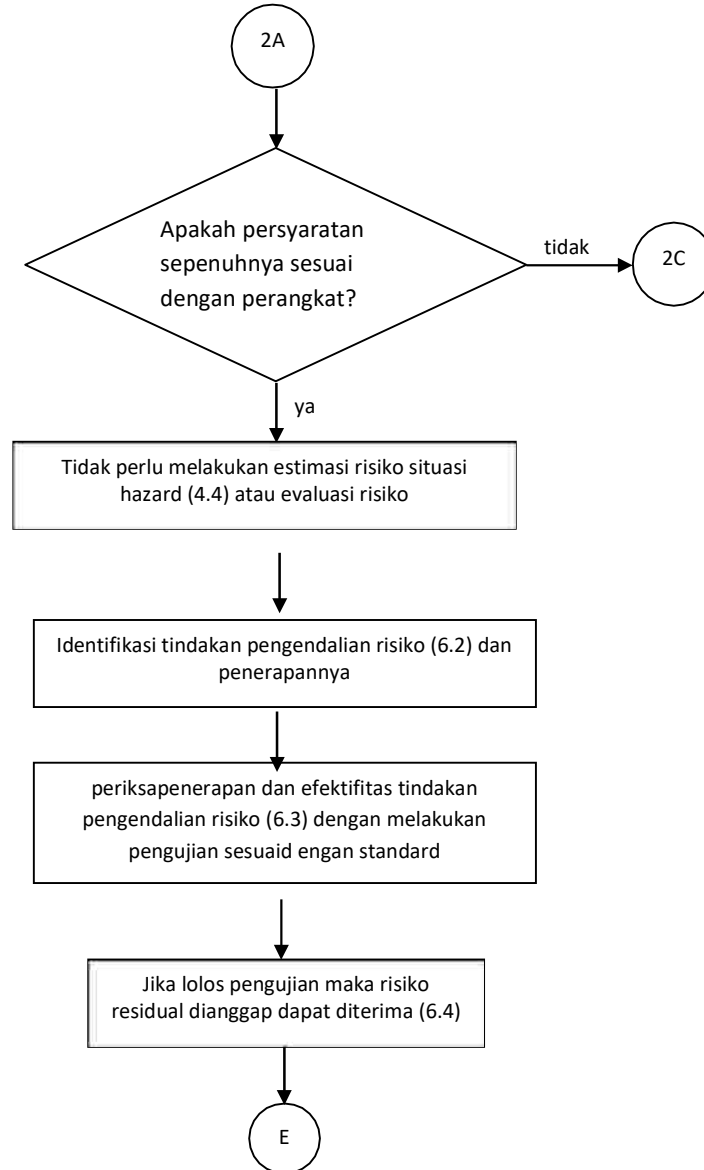 2A
Apakah persyaratan
sepenuhnya sesuai
dengan perangkat?
tidak
2C
ya
Tidak perlu melakukan estimasi risiko situasi
hazard (4.4) atau evaluasi risiko
Identifikasi tindakan pengendalian risiko (6.2) dan
penerapannya
periksapenerapan dan efektifitas tindakan
pengendalian risiko (6.3) dengan melakukan
pengujian sesuaid engan standard
Jika lolos pengujian maka risiko
residual dianggap dapat diterima (6.4)
E